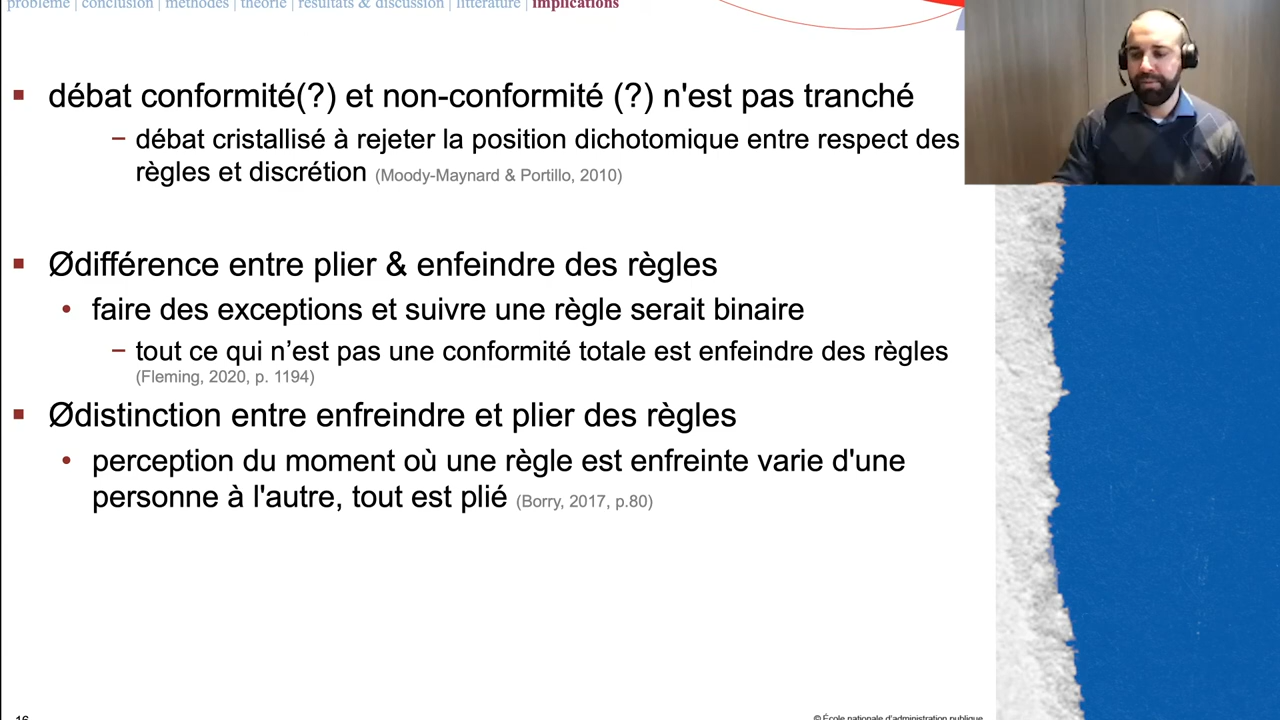 problème | conclusion | méthodes | théorie | résultats & discussion | littérature | implications
▪ débat conformité(?) et non-conformité (?) n'est pas tranché
– débat cristallisé à rejeter la position dichotomique entre respect des
règles et discrétion (Moody-Maynard & Portillo, 2010)
▪ Ødifférence entre plier & enfeindre des règles
• faire des exceptions et suivre une règle serait binaire
– tout ce qui n’est pas une conformité totale est enfeindre des règles
(Fleming, 2020, p. 1194)
▪ Ødistinction entre enfreindre et plier des règles
• perception du moment où une règle est enfreinte varie d'une
personne à l'autre, tout est plié (Borry, 2017, p.80)
16
© École nationale d’administration publique